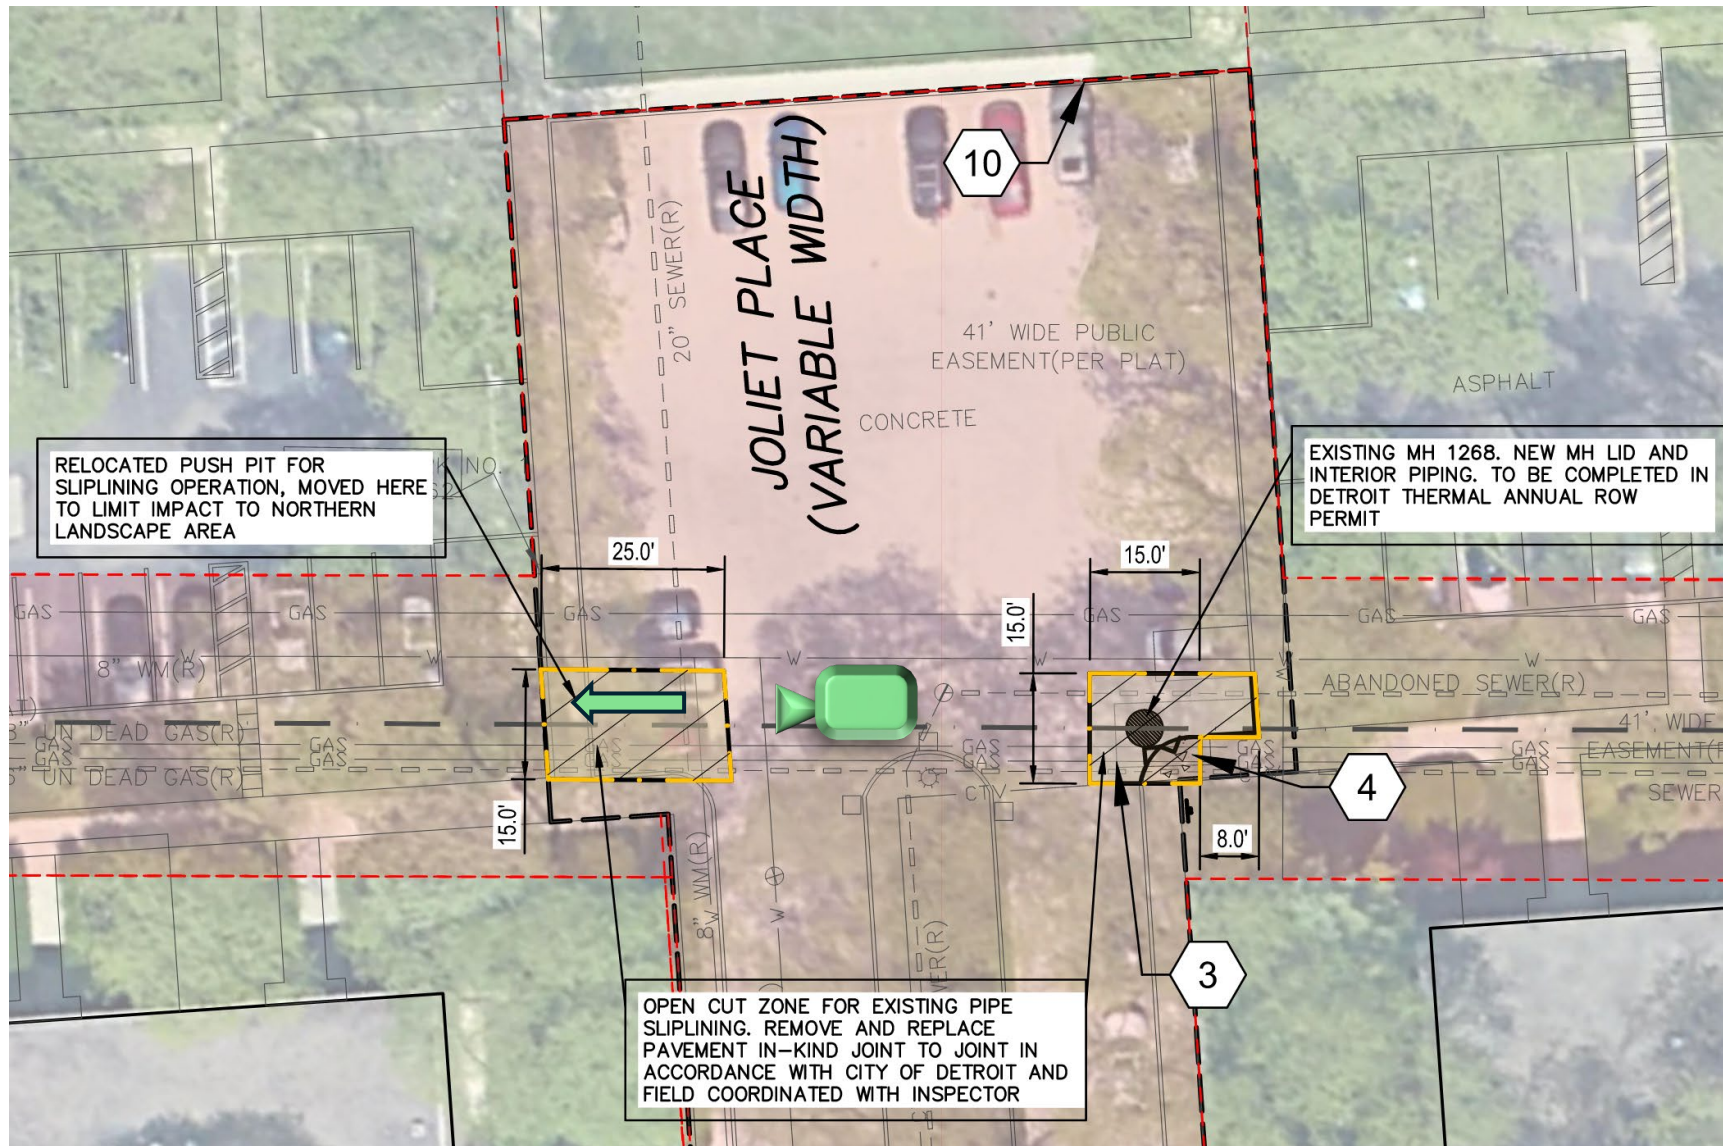 10
JOLIET PLACE
(VARIABLE WIDTH)
20" SEWER(R)
41' WIDE PUBLIC
EASEMENT(PER PLAT)
CONCRETE
ASPHALT
RELOCATED PUSH PIT FOR
SLIPLINING OPERATION, MOVED HERE
TO LIMIT IMPACT TO NORTHERN
LANDSCAPE AREA
NO.
EXISTING MH 1268. NEW MH LID AND
INTERIOR PIPING. TO BE COMPLETED IN
DETROIT THERMAL ANNUAL ROW
PERMIT
25.0'
15.0'
15.0'
GAS
GAS
GAS
GAS
GAS
GAS
8" WM(R)
W
W
W
W
W
W
ABANDONED SEWER(R)
UN DEAD GAS(R)
GAS
GAS
GAS
GAS
GAS
GAS
GAS
GAS
GAS
GAS
UN DEAD GAS(R)
41' WIDE
EASEMENT(
SEWER
CTV
4
15.0'
8.0'
8" WM(R)
W
W
3
OPEN CUT ZONE FOR EXISTING PIPE
SLIPLINING. REMOVE AND REPLACE
PAVEMENT IN-KIND JOINT TO JOINT IN
ACCORDANCE WITH CITY OF DETROIT AND
FIELD COORDINATED WITH INSPECTOR